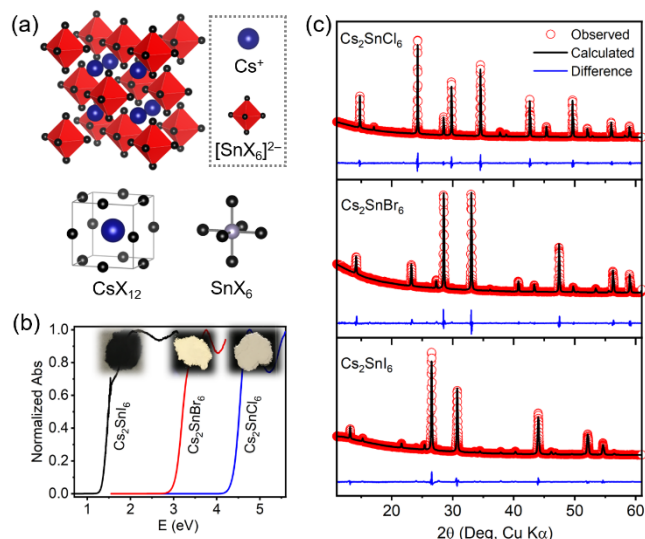 (a)
Cs⁺
[SnX₆]²⁻
CsX₁₂
SnX₆
(b)
1.0
0.8
0.6
0.4
0.2
0.0
Normalized Abs
Cs₂SnI₆
Cs₂SnBr₆
Cs₂SnCl₆
1 2 3 4 5
E (eV)
(c)
Cs₂SnCl₆
Observed
Calculated
Difference
Cs₂SnBr₆
Cs₂SnI₆
20 30 40 50 60
2θ (Deg, Cu Kα)